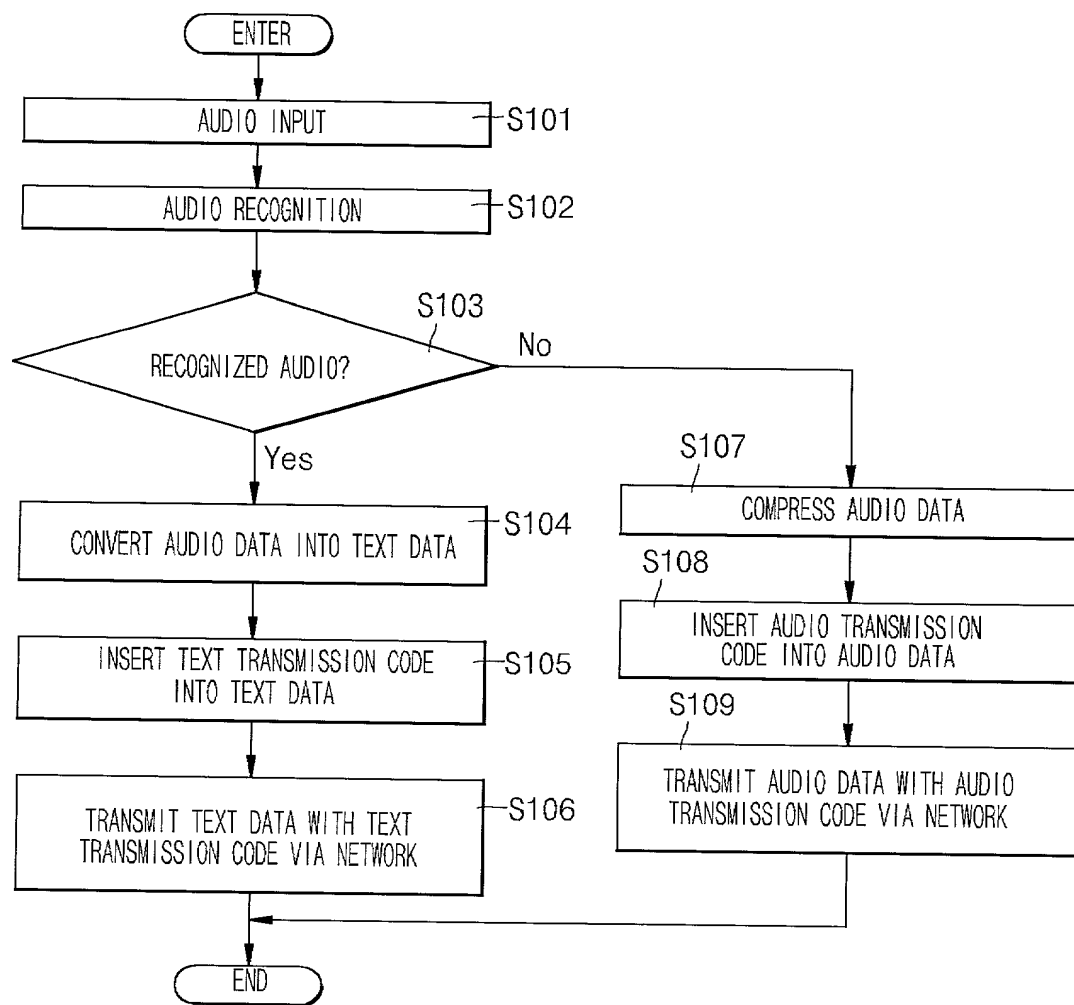 ENTER
AUDIO INPUT
S101
AUDIO RECOGNITION
S102
S103
RECOGNIZED AUDIO?
No
Yes
CONVERT AUDIO DATA INTO TEXT DATA
S104
INSERT TEXT TRANSMISSION CODE
INTO TEXT DATA
S105
TRANSMIT TEXT DATA WITH TEXT
TRANSMISSION CODE VIA NETWORK
S106
S107
COMPRESS AUDIO DATA
S108
INSERT AUDIO TRANSMISSION
CODE INTO AUDIO DATA
S109
TRANSMIT AUDIO DATA WITH AUDIO
TRANSMISSION CODE VIA NETWORK
END